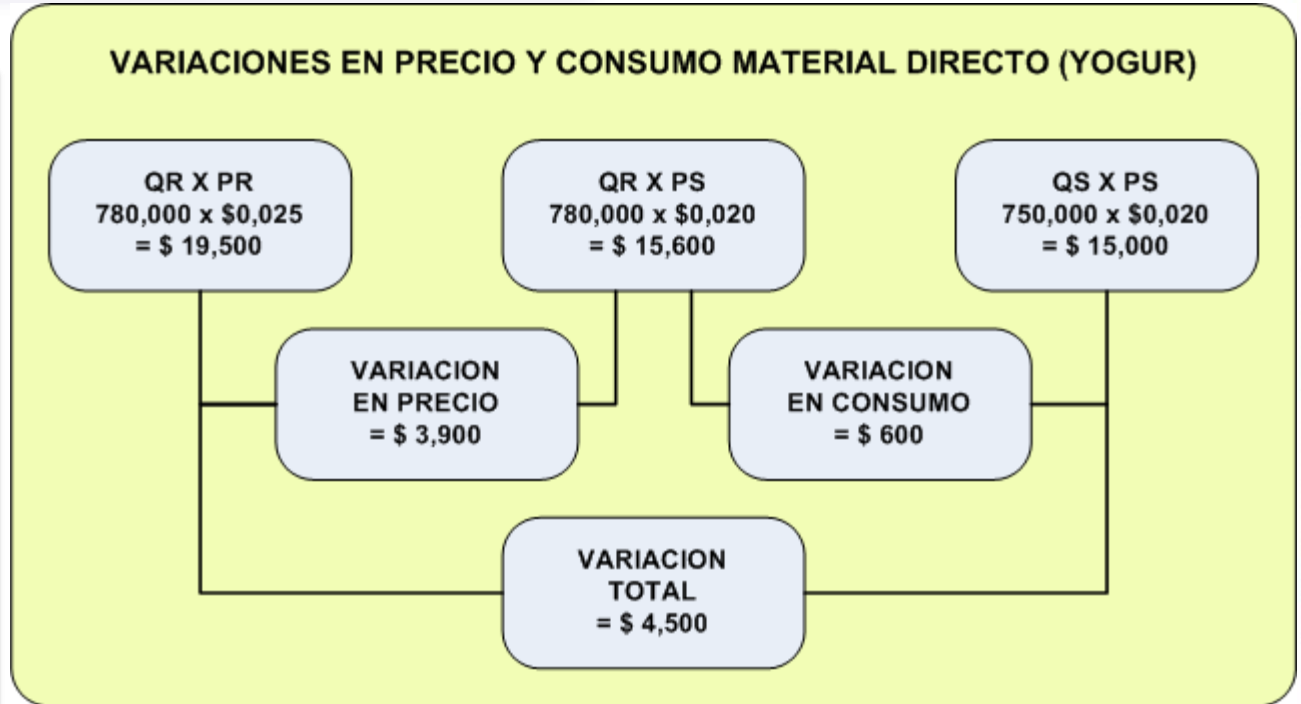 VARIACIONES EN PRECIO Y CONSUMO MATERIAL DIRECTO (YOGUR)
QR X PR
780,000 x $0,025
= $ 19,500
QR X PS
780,000 x $0,020
= $ 15,600
QS X PS
750,000 x $0,020
= $ 15,000
VARIACION
EN PRECIO
= $ 3,900
VARIACION
EN CONSUMO
= $ 600
VARIACION
TOTAL
= $ 4,500